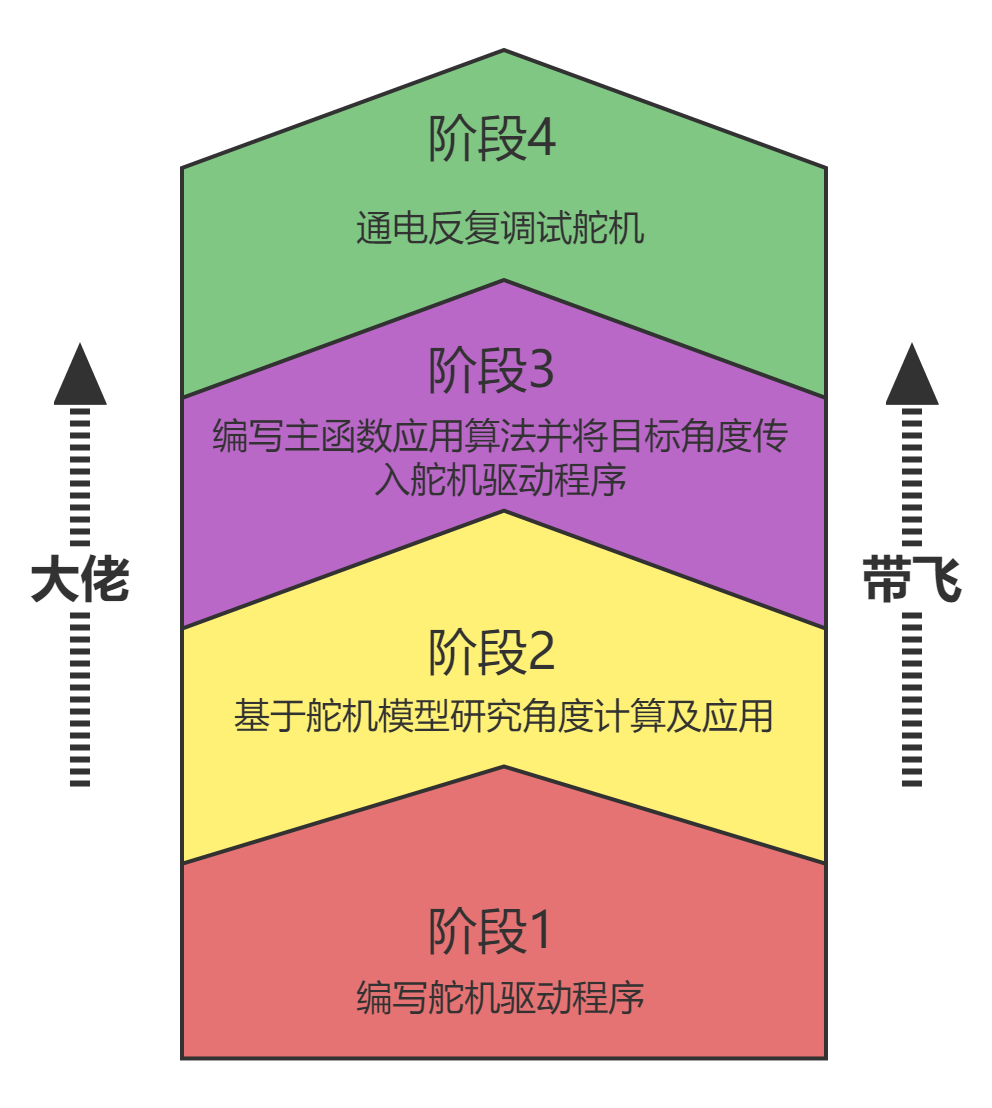 阶段4
通电反复调试舵机
阶段3
编写主函数应用算法并将目标角度传
入舵机驱动程序
大佬
带飞
阶段2
基于舵机模型研究角度计算及应用
阶段1
编写舵机驱动程序